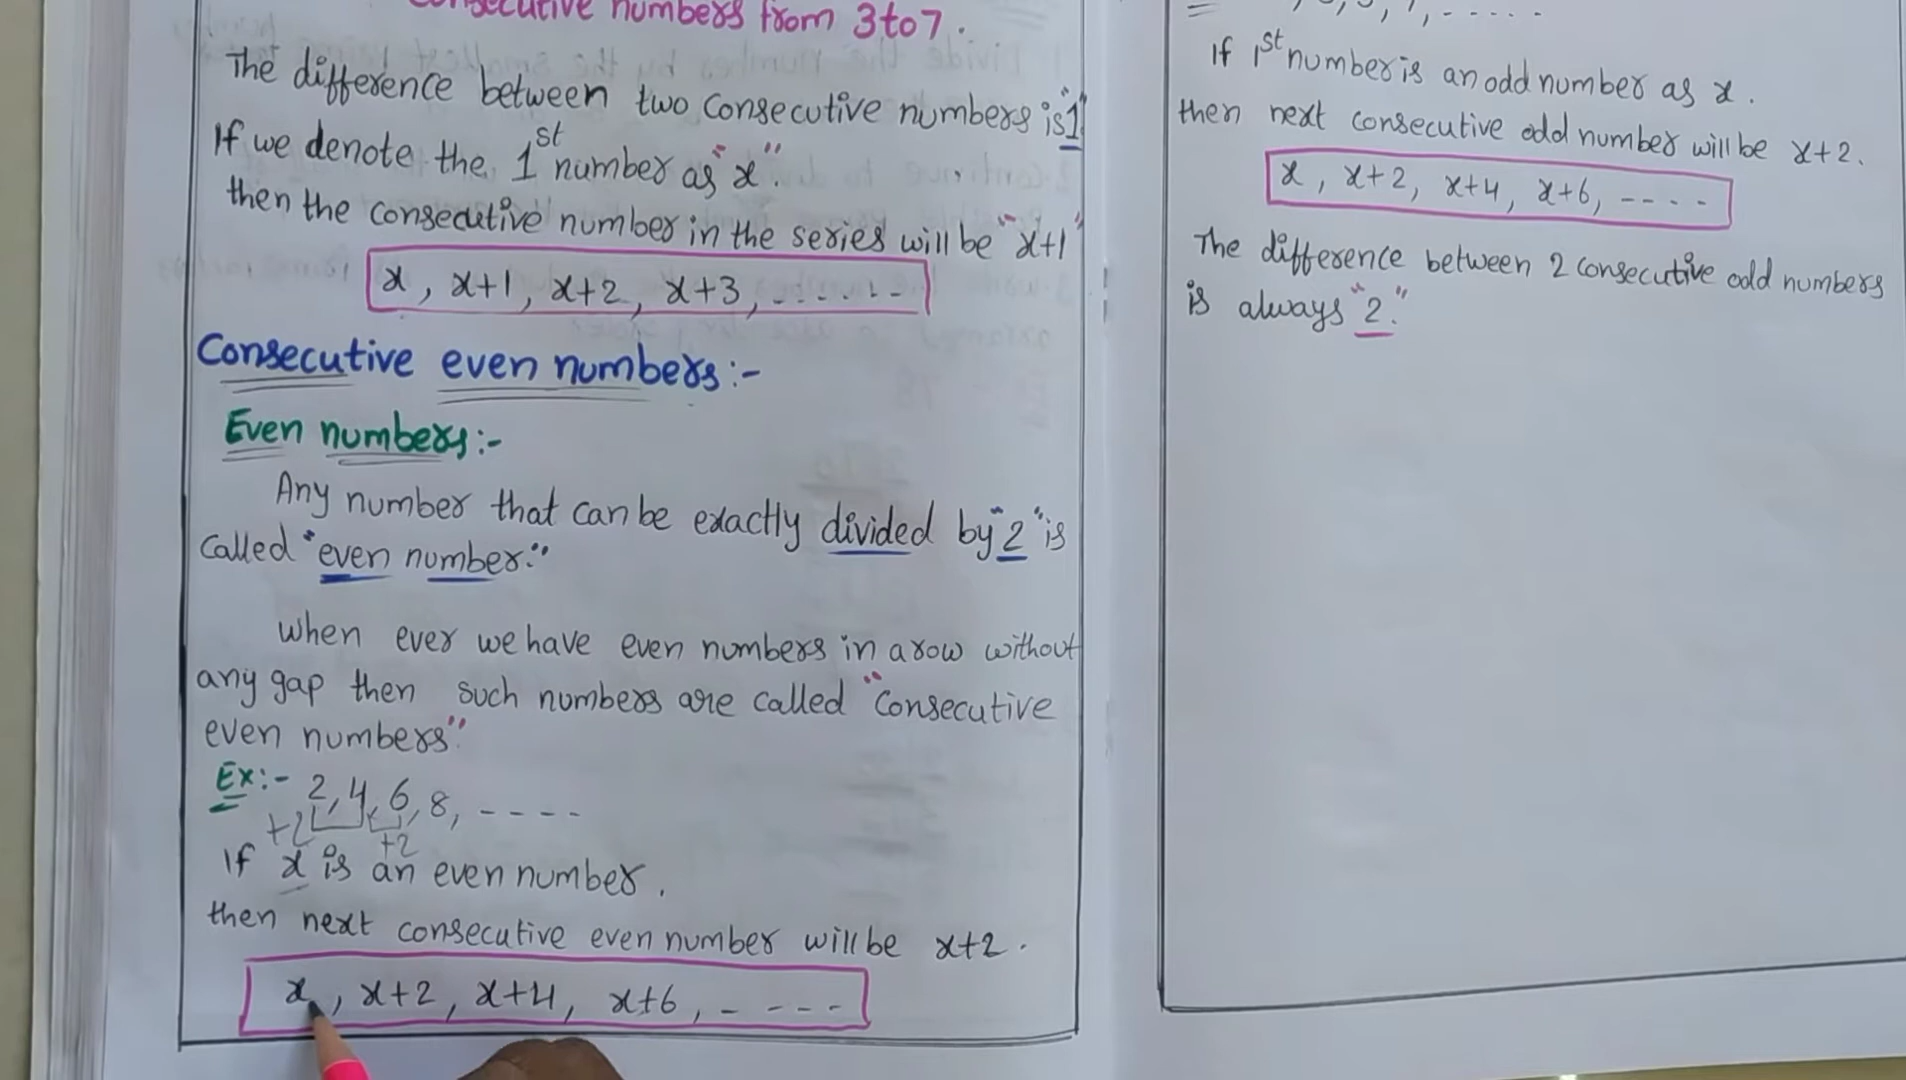 Consecutive numbers from 3 to 7.
The difference between two consecutive numbers is "1"
If we denote the 1st number as "x".
then the consecutive number in the series will be "x+1"
x, x+1, x+2, x+3, ......
Consecutive even numbers:-
Even numbers:-
Any number that can be exactly divided by "2" is
called "even number."
When ever we have even numbers in a row without
any gap then such numbers are called "Consecutive
even numbers"
Ex:- 2, 4, 6, 8, ----
+2 +2
If x is an even number.
then next consecutive even number will be x+2.
x, x+2, x+4, x+6, ----
If 1st number is an odd number as x.
then next consecutive odd number will be x+2.
x, x+2, x+4, x+6, ----
The difference between 2 consecutive odd numbers
is always "2."